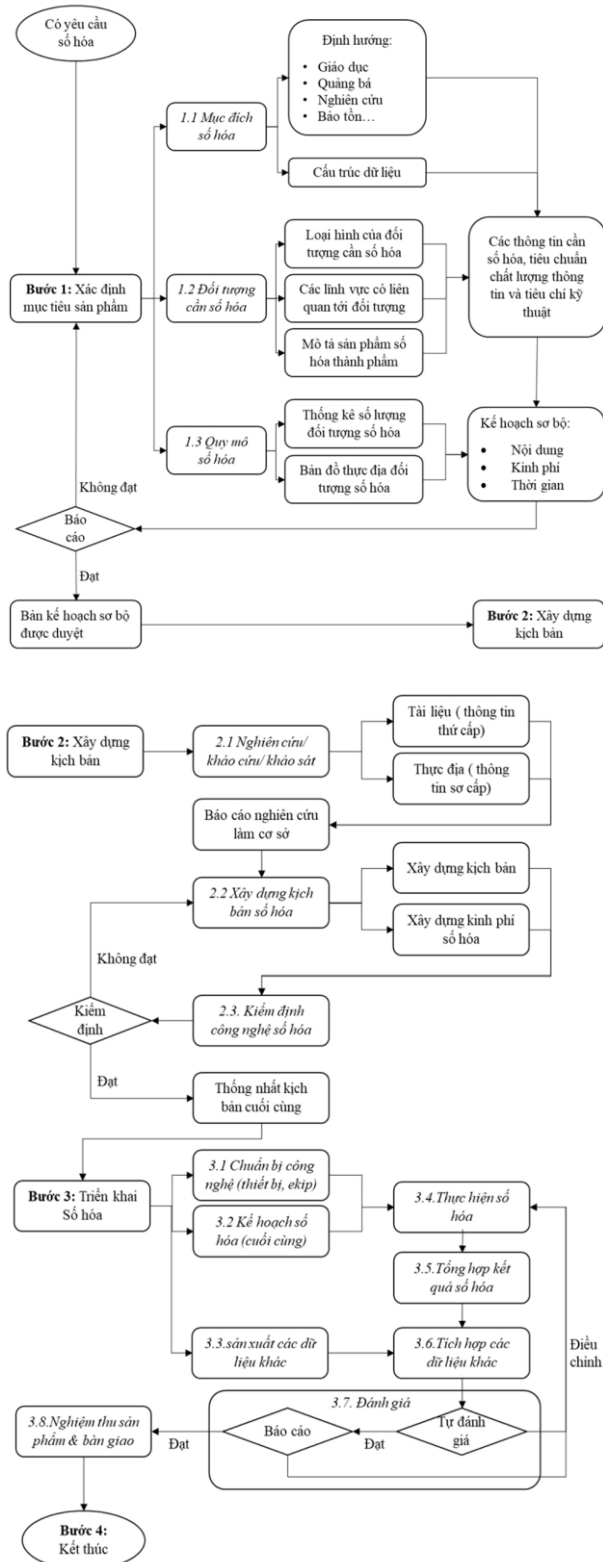 Có yêu cầu
số hóa
Định hướng:
• Giáo dục
• Quảng bá
• Nghiên cứu
• Bảo tồn…
1.1 Mục đích
số hóa
Cấu trúc dữ liệu
Loại hình của đối
tượng cần số hóa
Các thông tin cần
số hóa, tiêu chuẩn
chất lượng thông
tin và tiêu chí kỹ
thuật
Bước 1: Xác định
mục tiêu sản phẩm
1.2 Đối tượng
cần số hóa
Các lĩnh vực có liên
quan tới đối tượng
Mô tả sản phẩm số
hóa thành phẩm
1.3 Quy mô
số hóa
Thống kê số lượng
đối tượng số hóa
Bản đồ thực địa đối
tượng số hóa
Kế hoạch sơ bộ:
• Nội dung
• Kinh phí
• Thời gian
Không đạt
Báo
cáo
Đạt
Bản kế hoạch sơ bộ
được duyệt
Bước 2: Xây dựng
kịch bản
Bước 2: Xây dựng
kịch bản
2.1 Nghiên cứu/
khảo cứu/ khảo sát
Tài liệu ( thông tin
thứ cấp)
Thực địa ( thông
tin sơ cấp)
Báo cáo nghiên cứu
làm cơ sở
2.2 Xây dựng kịch
bản số hóa
Xây dựng kịch bản
Xây dựng kinh phí
số hóa
Không đạt
Kiểm
định
2.3. Kiểm định
công nghệ số hóa
Đạt
Thống nhất kịch
bản cuối cùng
Bước 3: Triển khai
Số hóa
3.1 Chuẩn bị công
nghệ (thiết bị, ekip)
3.2 Kế hoạch số
hóa (cuối cùng)
3.4.Thực hiện số
hóa
3.5.Tổng hợp kết
quả số hóa
3.3.sản xuất các dữ
liệu khác
3.6.Tích hợp các
dữ liệu khác
Điều
chỉnh
3.7. Đánh giá
Tự đánh
giá
Đạt
Báo cáo
Đạt
3.8.Nghiệm thu sản
phẩm & bàn giao
Bước 4:
Kết thúc